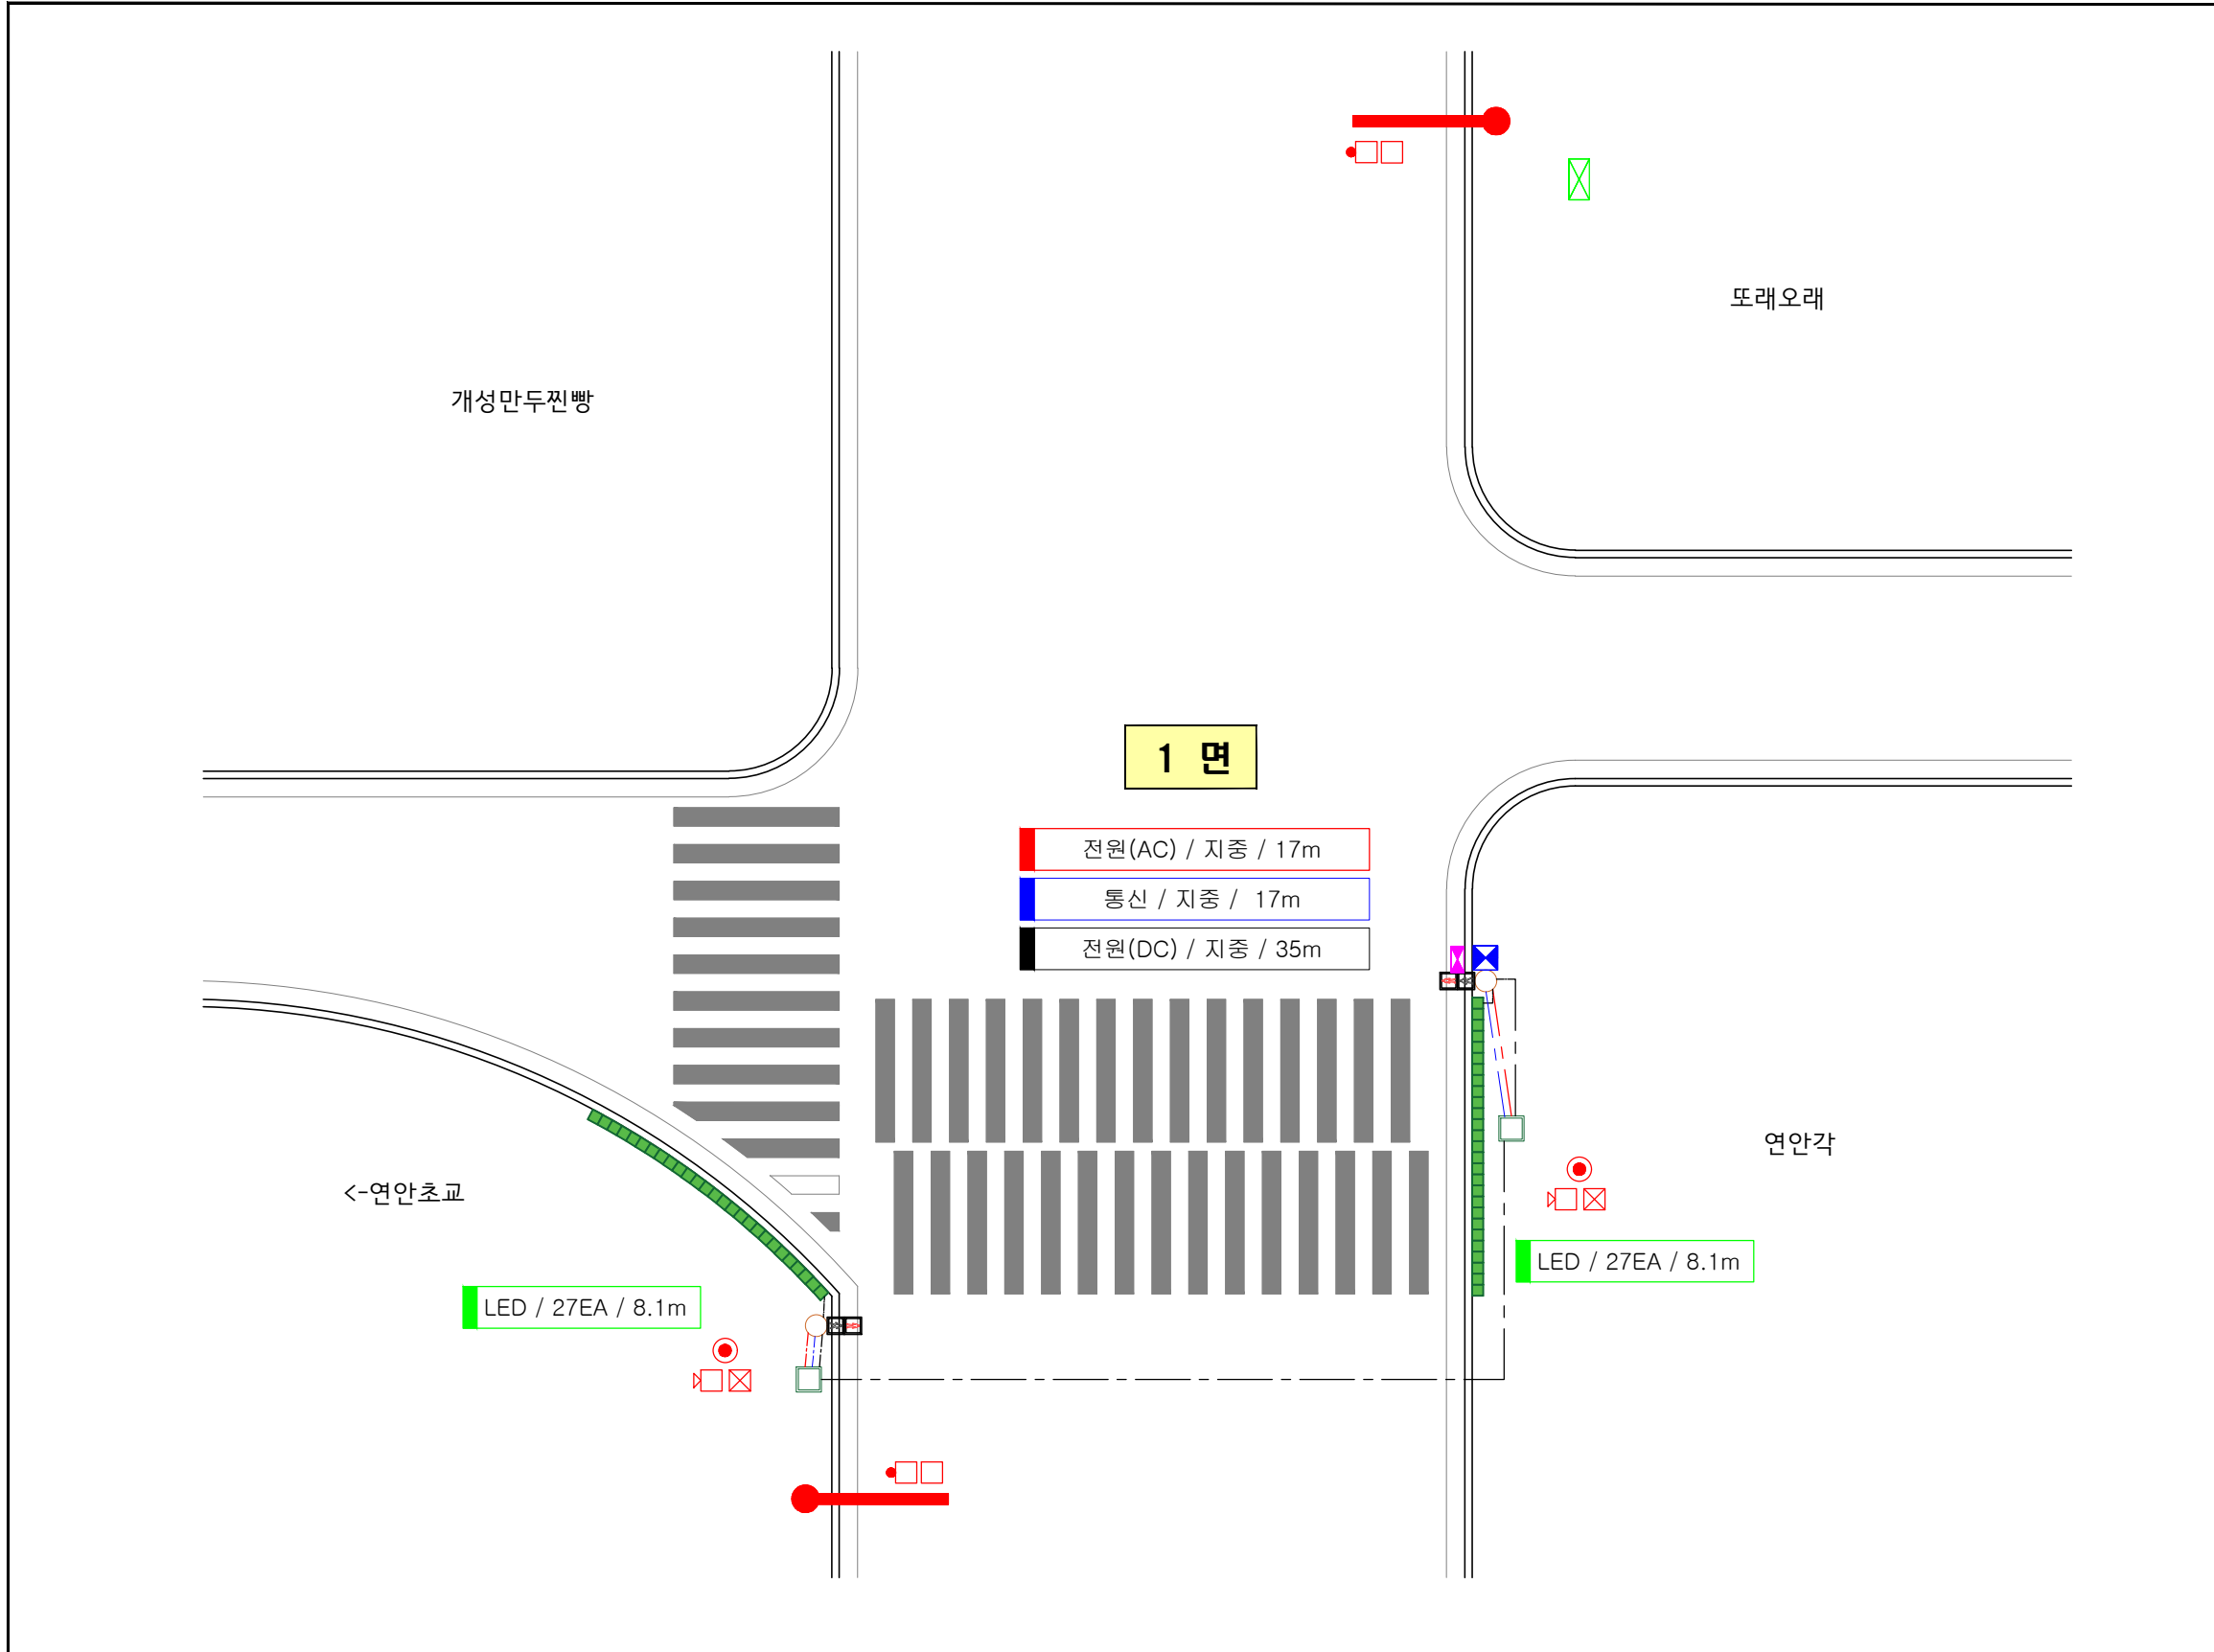 또래오래
개성만두찐빵
1 면
전원(AC) / 지중 / 17m
통신 / 지중 / 17m
전원(DC) / 지중 / 35m
연안각
<-연안초교
LED / 27EA / 8.1m
LED / 27EA / 8.1m